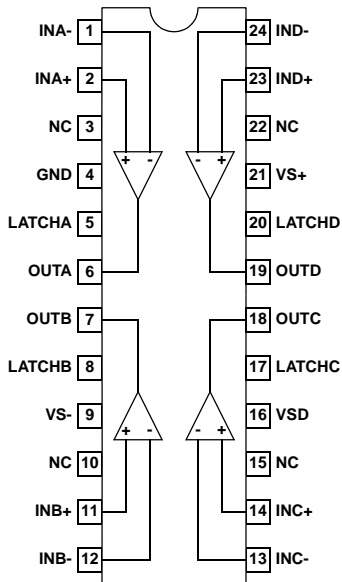 INA- 1 24 IND-
INA+ 2 23 IND+
NC 3 22 NC
+ - - +
GND 4 21 VS+
LATCHA 5 20 LATCHD
OUTA 6 19 OUTD
OUTB 7 18 OUTC
LATCHB 8 17 LATCHC
VS- 9 16 VSD
+ - - +
NC 10 15 NC
INB+ 11 14 INC+
INB- 12 13 INC-